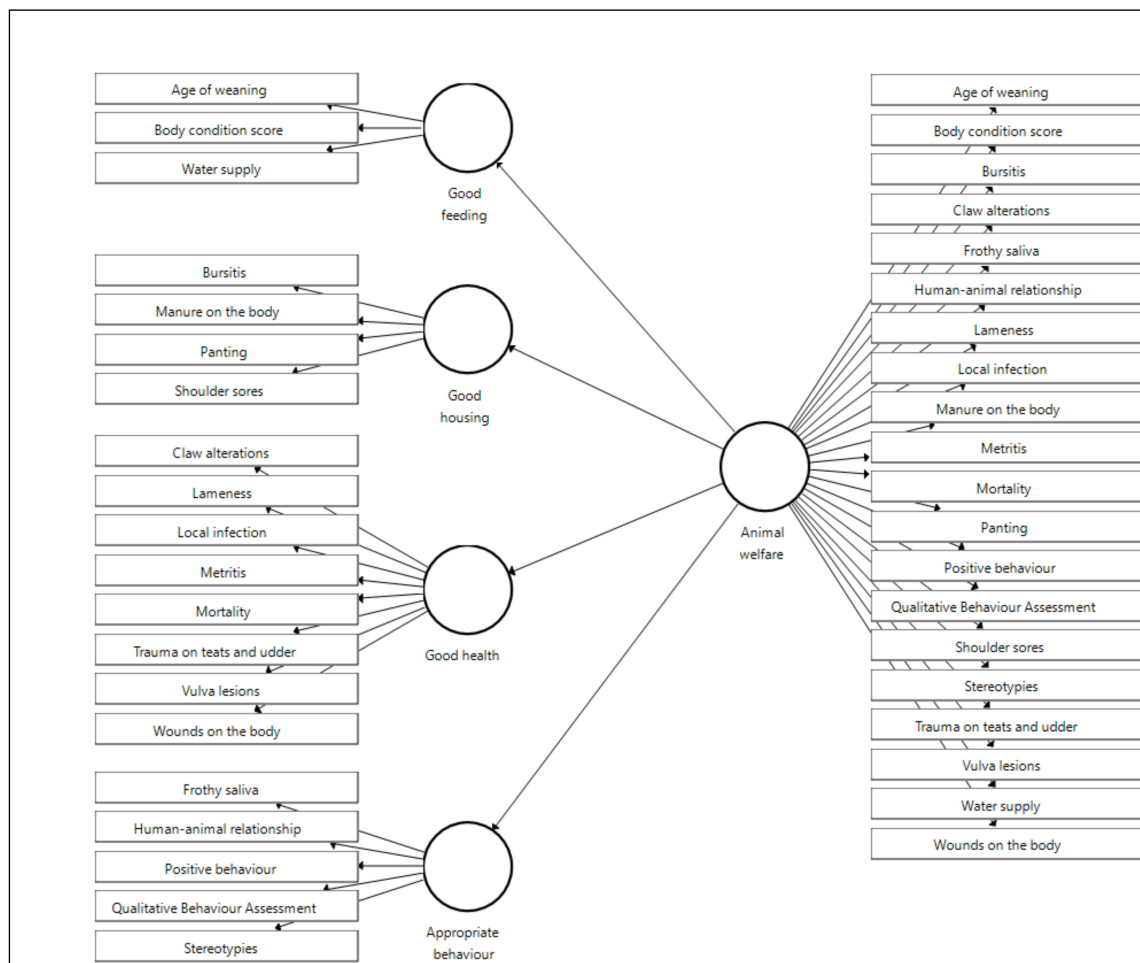 Age of weaning
Body condition score
Water supply
Good
feeding
Bursitis
Manure on the body
Panting
Shoulder sores
Good
housing
Claw alterations
Lameness
Local infection
Metritis
Mortality
Trauma on teats and udder
Vulva lesions
Wounds on the body
Good health
Frothy saliva
Human-animal relationship
Positive behaviour
Qualitative Behaviour Assessment
Stereotypies
Appropriate
behaviour
Animal
welfare
Age of weaning
Body condition score
Bursitis
Claw alterations
Frothy saliva
Human-animal relationship
Lameness
Local infection
Manure on the body
Metritis
Mortality
Panting
Positive behaviour
Qualitative Behaviour Assessment
Shoulder sores
Stereotypies
Trauma on teats and udder
Vulva lesions
Water supply
Wounds on the body